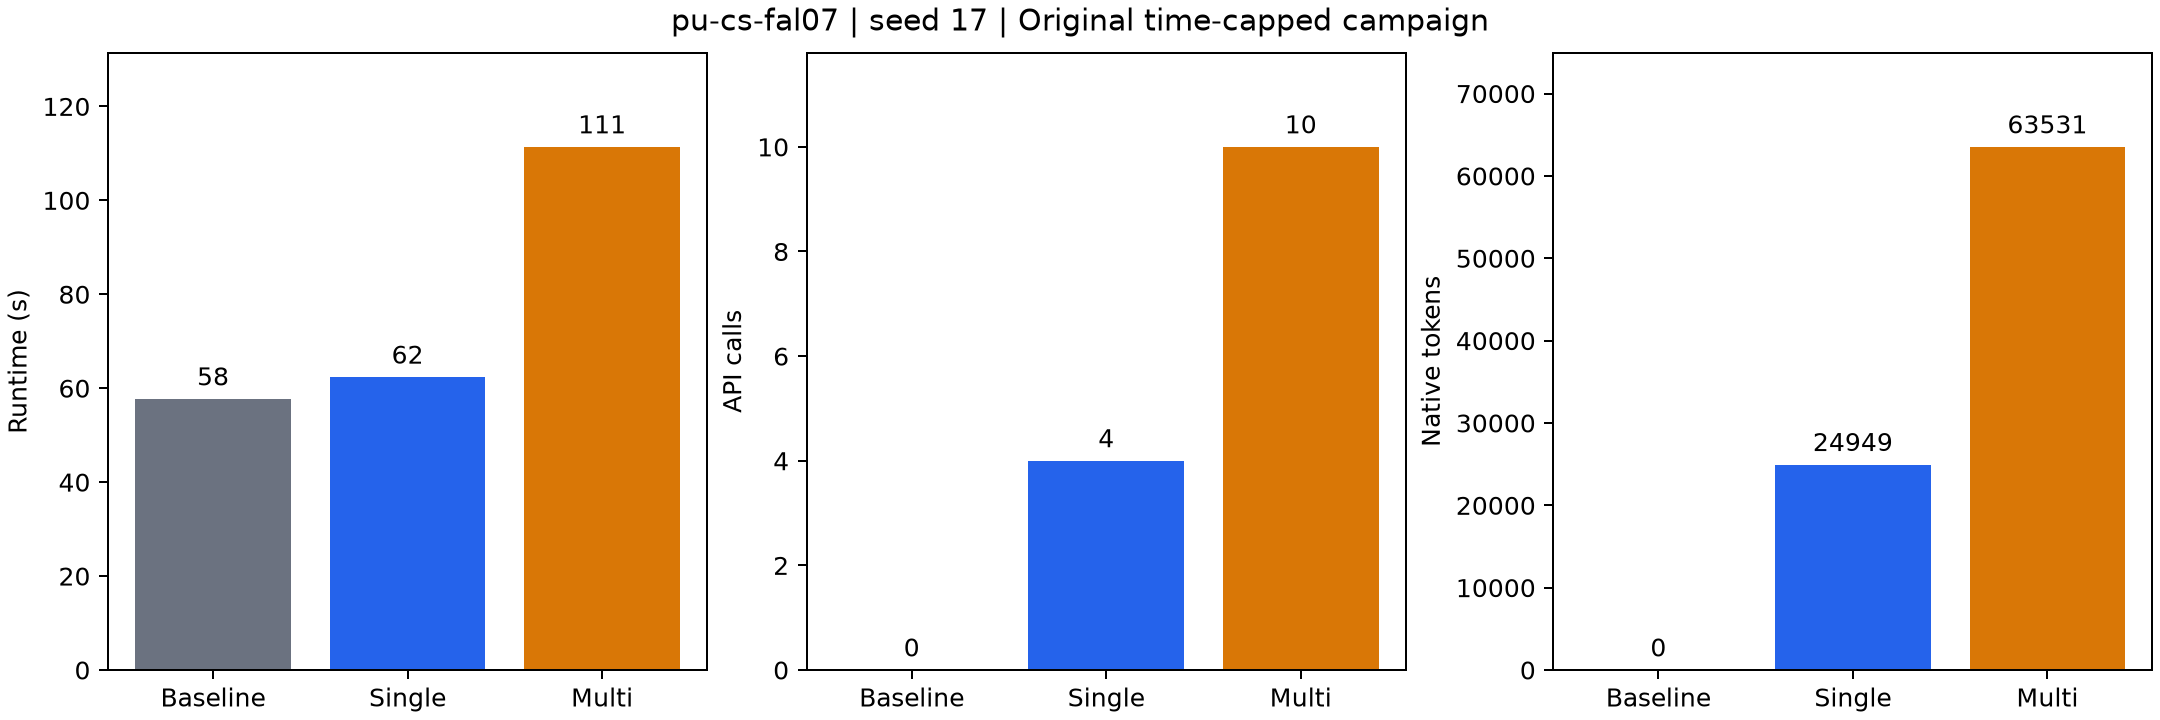 pu-cs-fal07 | seed 17 | Original time-capped campaign
Runtime (s)
120
100
80
60
40
20
0
58
62
111
Baseline
Single
Multi
API calls
10
8
6
4
2
0
0
4
10
Baseline
Single
Multi
Native tokens
70000
60000
50000
40000
30000
20000
10000
0
0
24949
63531
Baseline
Single
Multi